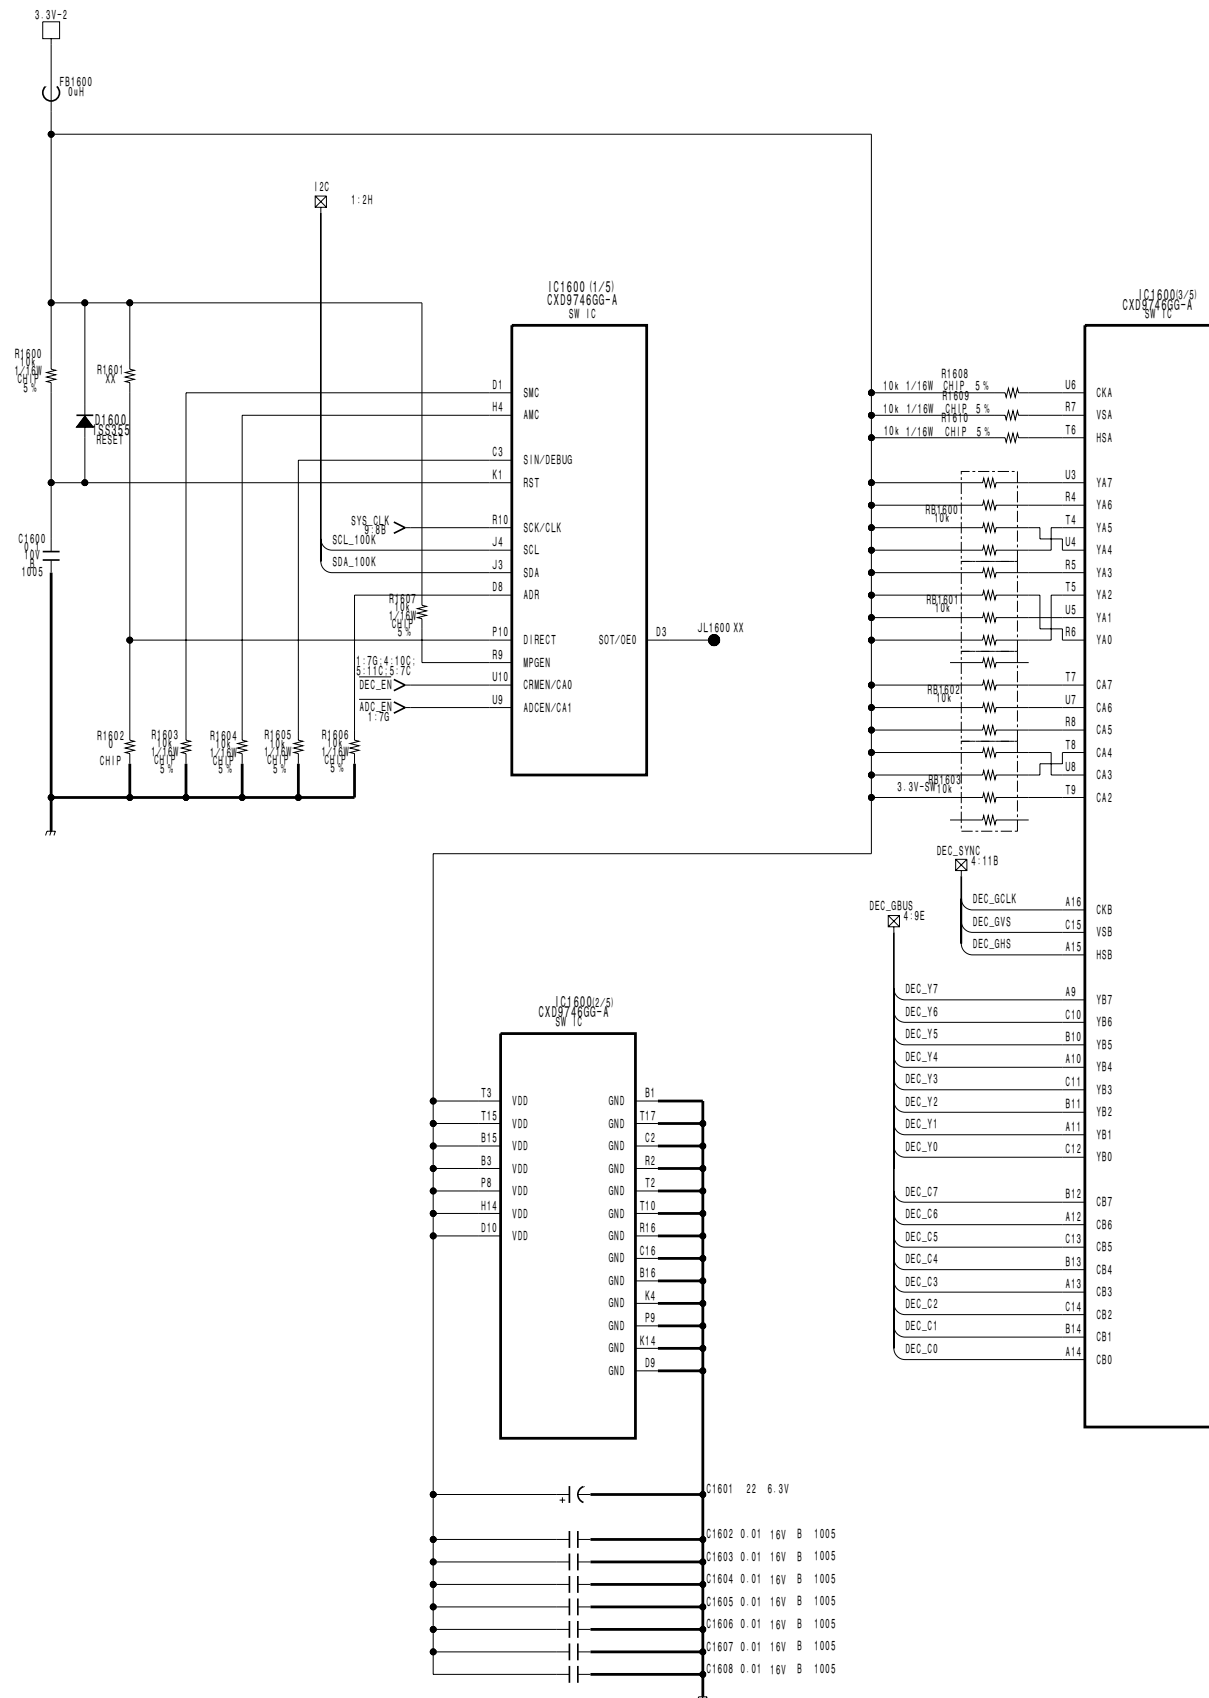 3.3V-2
FB1600
0uH
I2C
1:2H
IC1600(1/5)
CXD9746GG-A
SW IC
IC1600(3/5)
CXD9746GG-A
SW IC
R1600
10k
1/16W
CHIP
5%
R1601
XX
D1600
1SS355
RESET
C1600
0.1
10V
B
1005
D1 SMC
H4 AMC
C3 SIN/DEBUG
K1 RST
R10 SCK/CLK
J4 SCL
J3 SDA
D8 ADR
P10 DIRECT
R9 MPGEN
U10 CRMEN/CA0
U9 ADCEN/CA1
SOT/OE0 D3
JL1600 XX
SYS_CLK
9:8B
SCL_100K
SDA_100K
R1607
10k
1/16W
CHIP
5%
1:7G;4:10C;
5:11C;5:7C
DEC_EN
ADC_EN
1:7G
R1602
0
CHIP
R1603
10k
1/16W
CHIP
5%
R1604
10k
1/16W
CHIP
5%
R1605
10k
1/16W
CHIP
5%
R1606
10k
1/16W
CHIP
5%
R1608
10k 1/16W CHIP 5%
R1609
10k 1/16W CHIP 5%
R1610
10k 1/16W CHIP 5%
RB1600
10k
RB1601
10k
RB1602
10k
RB1603
10k
3.3V-SW
U6 CKA
R7 VSA
T6 HSA
U3 YA7
R4 YA6
T4 YA5
U4 YA4
R5 YA3
T5 YA2
U5 YA1
R6 YA0
T7 CA7
U7 CA6
R8 CA5
T8 CA4
U8 CA3
T9 CA2
DEC_SYNC
4:11B
DEC_GBUS
4:9E
DEC_GCLK A16 CKB
DEC_GVS C15 VSB
DEC_GHS A15 HSB
DEC_Y7 A9 YB7
DEC_Y6 C10 YB6
DEC_Y5 B10 YB5
DEC_Y4 A10 YB4
DEC_Y3 C11 YB3
DEC_Y2 B11 YB2
DEC_Y1 A11 YB1
DEC_Y0 C12 YB0
DEC_C7 B12 CB7
DEC_C6 A12 CB6
DEC_C5 C13 CB5
DEC_C4 B13 CB4
DEC_C3 A13 CB3
DEC_C2 C14 CB2
DEC_C1 B14 CB1
DEC_C0 A14 CB0
IC1600(2/5)
CXD9746GG-A
SW IC
T3 VDD GND B1
T15 VDD GND T17
B15 VDD GND C2
B3 VDD GND R2
P8 VDD GND T2
H14 VDD GND T10
D10 VDD GND R16
GND C16
GND B16
GND K4
GND P9
GND K14
GND D9
+
C1601 22 6.3V
C1602 0.01 16V B 1005
C1603 0.01 16V B 1005
C1604 0.01 16V B 1005
C1605 0.01 16V B 1005
C1606 0.01 16V B 1005
C1607 0.01 16V B 1005
C1608 0.01 16V B 1005